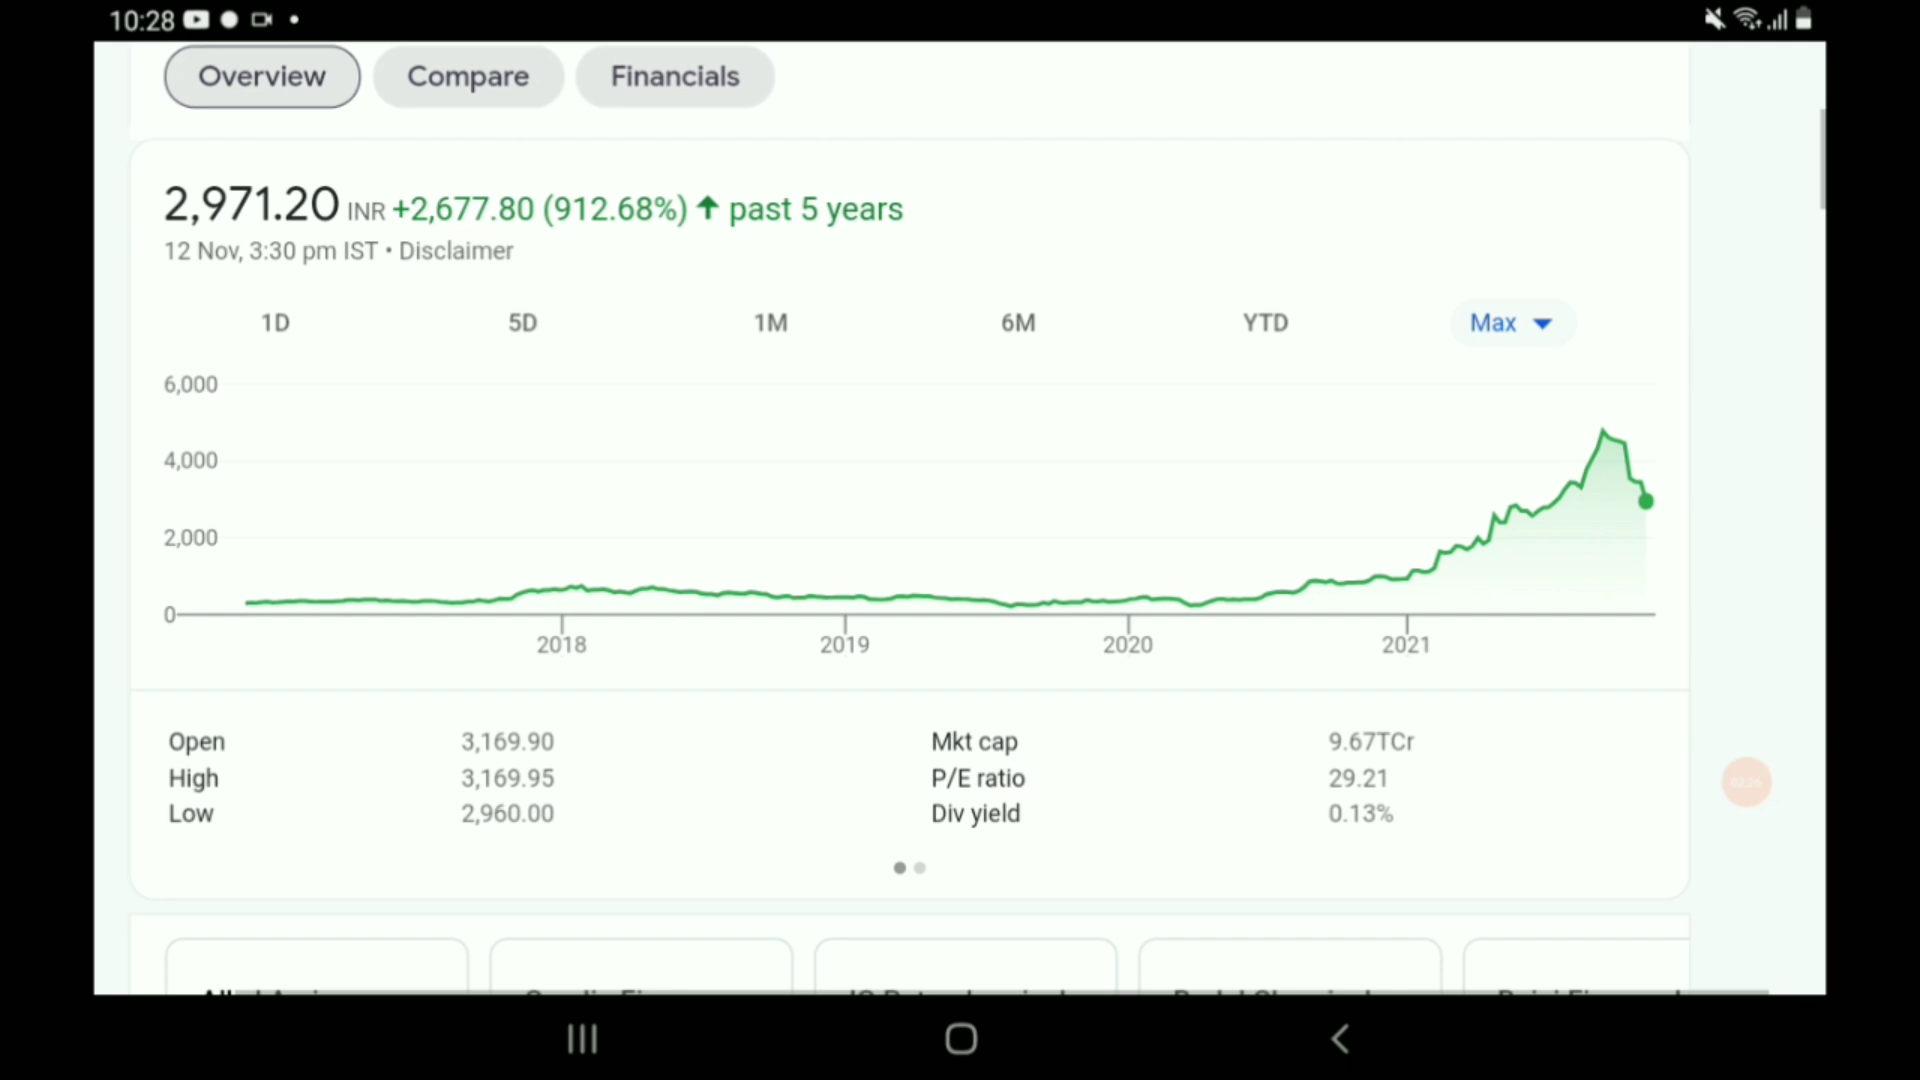 10:28
Overview Compare Financials
2,971.20 INR +2,677.80 (912.68%) ↑ past 5 years
12 Nov, 3:30 pm IST • Disclaimer
1D 5D 1M 6M YTD Max
6,000
4,000
2,000
0
2018 2019 2020 2021
Open 3,169.90 Mkt cap 9.67TCr
High 3,169.95 P/E ratio 29.21
Low 2,960.00 Div yield 0.13%